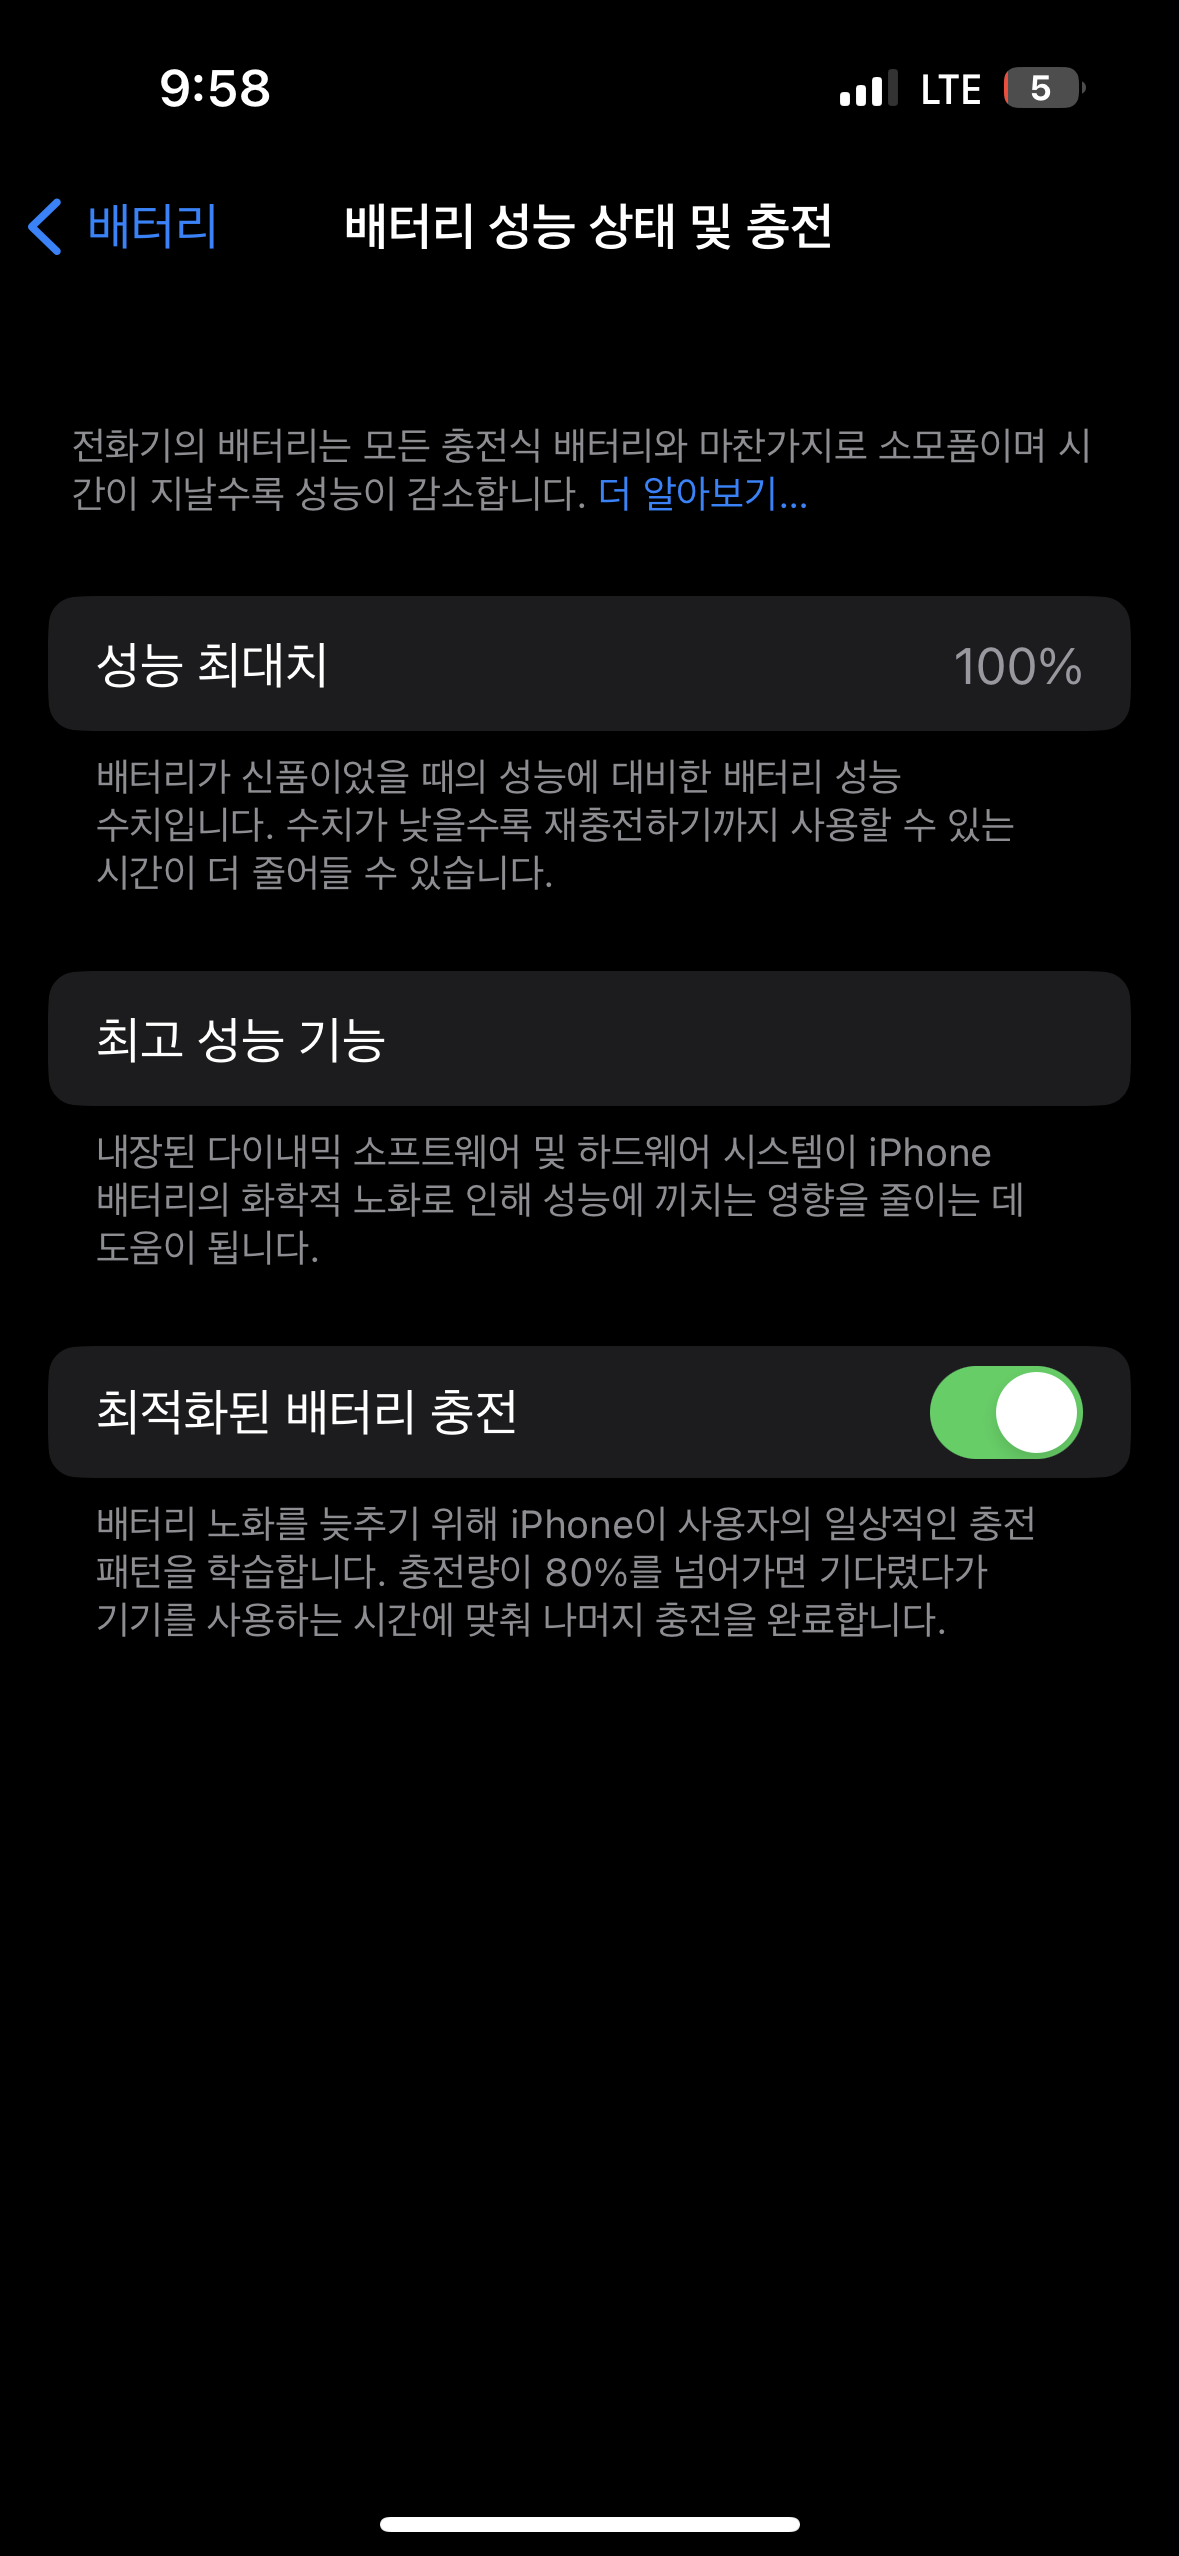 9:58
LTE 5
배터리
배터리 성능 상태 및 충전
전화기의 배터리는 모든 충전식 배터리와 마찬가지로 소모품이며 시
간이 지날수록 성능이 감소합니다. 더 알아보기...
성능 최대치 100%
배터리가 신품이었을 때의 성능에 대비한 배터리 성능
수치입니다. 수치가 낮을수록 재충전하기까지 사용할 수 있는
시간이 더 줄어들 수 있습니다.
최고 성능 기능
내장된 다이내믹 소프트웨어 및 하드웨어 시스템이 iPhone
배터리의 화학적 노화로 인해 성능에 끼치는 영향을 줄이는 데
도움이 됩니다.
최적화된 배터리 충전
배터리 노화를 늦추기 위해 iPhone이 사용자의 일상적인 충전
패턴을 학습합니다. 충전량이 80%를 넘어가면 기다렸다가
기기를 사용하는 시간에 맞춰 나머지 충전을 완료합니다.